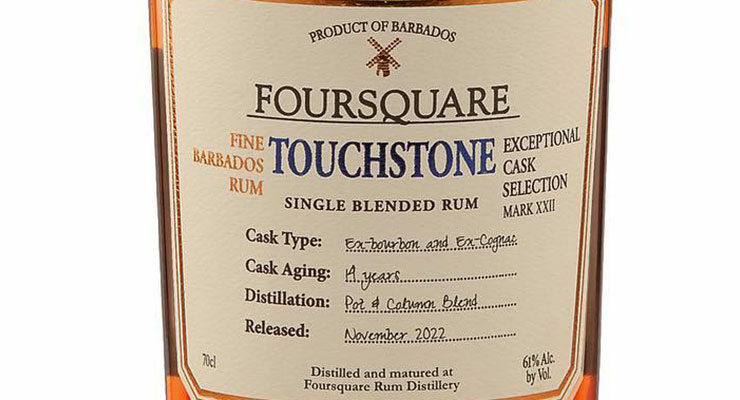 PRODUCT OF BARBADOS
FOURSQUARE
FINE
BARBADOS
RUM
TOUCHSTONE
EXCEPTIONAL
CASK
SELECTION
MARK XXII
SINGLE BLENDED RUM
Cask Type: Ex-bourbon and Ex-Cognac
Cask Aging: 14 years
Distillation: Pot & Column Blend
Released: November 2022
70cl
Distilled and matured at
Foursquare Rum Distillery
61% Alc.
by Vol.